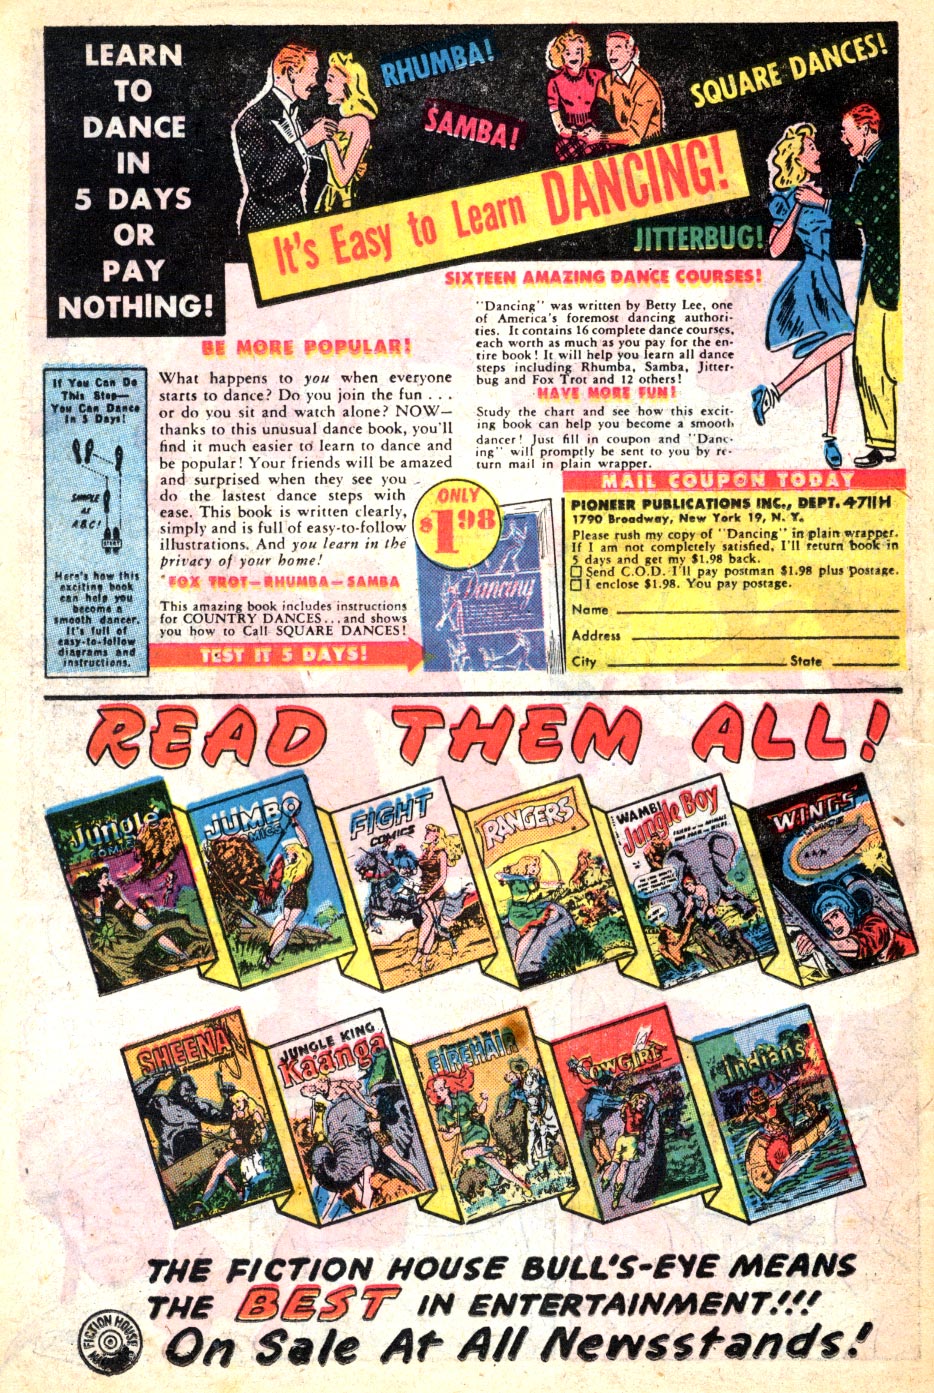 LEARN
TO
DANCE
IN
5 DAYS
OR
PAY
NOTHING!
RHUMBA!
SAMBA!
SQUARE DANCES!
It's Easy to Learn DANCING!
JITTERBUG!
SIXTEEN AMAZING DANCE COURSES!
"Dancing" was written by Betty Lee, one
of America's foremost dancing authori-
ties. It contains 16 complete dance courses,
each worth as much as you pay for the en-
tire book! It will help you learn all dance
steps including Rhumba, Samba, Jitter-
bug and Fox Trot and 12 others!
HAVE MORE FUN!
Study the chart and see how this excit-
ing book can help you become a smooth
dancer! Just fill in coupon and "Danc-
ing" will promptly be sent to you by re-
turn mail in plain wrapper.
BE MORE POPULAR!
What happens to you when everyone
starts to dance? Do you join the fun . . .
or do you sit and watch alone? NOW—
thanks to this unusual dance book, you'll
find it much easier to learn to dance and
be popular! Your friends will be amazed
and surprised when they see you
do the lastest dance steps with
ease. This book is written clearly,
simply and is full of easy-to-follow
illustrations. And you learn in the
privacy of your home!
FOX TROT—RHUMBA—SAMBA
This amazing book includes instructions
for COUNTRY DANCES...and shows
you how to Call SQUARE DANCES!
TEST IT 5 DAYS!
If You Can Do
This Step—
You Can Dance
In 5 Days!
SIMPLE
AS
A.B.C!
START
Here's how this
exciting book
can help you
become a
smooth dancer.
It's full of
easy-to-follow
diagrams and
instructions.
ONLY
$1.98
Dancing
MAIL COUPON TODAY
PIONEER PUBLICATIONS INC., DEPT. 4711H
1790 Broadway, New York 19, N. Y.
Please rush my copy of "Dancing" in plain wrapper.
If I am not completely satisfied, I'll return book in
5 days and get my $1.98 back.
Send C.O.D. I'll pay postman $1.98 plus postage.
I enclose $1.98. You pay postage.
Name
Address
City State
READ THEM ALL!
Jungle
COMICS
JUMBO
COMICS
FIGHT
COMICS
RANGERS
WAMBI
Jungle Boy
WINGS
COMICS
SHEENA
JUNGLE KING
Kaänga
FIREHAIR
COWGIRL
Indians
THE FICTION HOUSE BULL'S-EYE MEANS
THE BEST IN ENTERTAINMENT!!!
On Sale At All Newsstands!
FICTION HOUSE